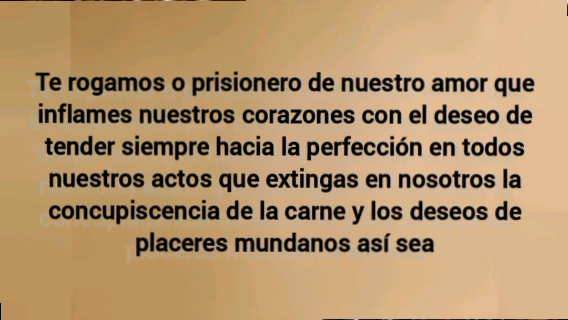 Te rogamos o prisionero de nuestro amor que
inflames nuestros corazones con el deseo de
tender siempre hacia la perfección en todos
nuestros actos que extingas en nosotros la
concupiscencia de la carne y los deseos de
placeres mundanos así sea